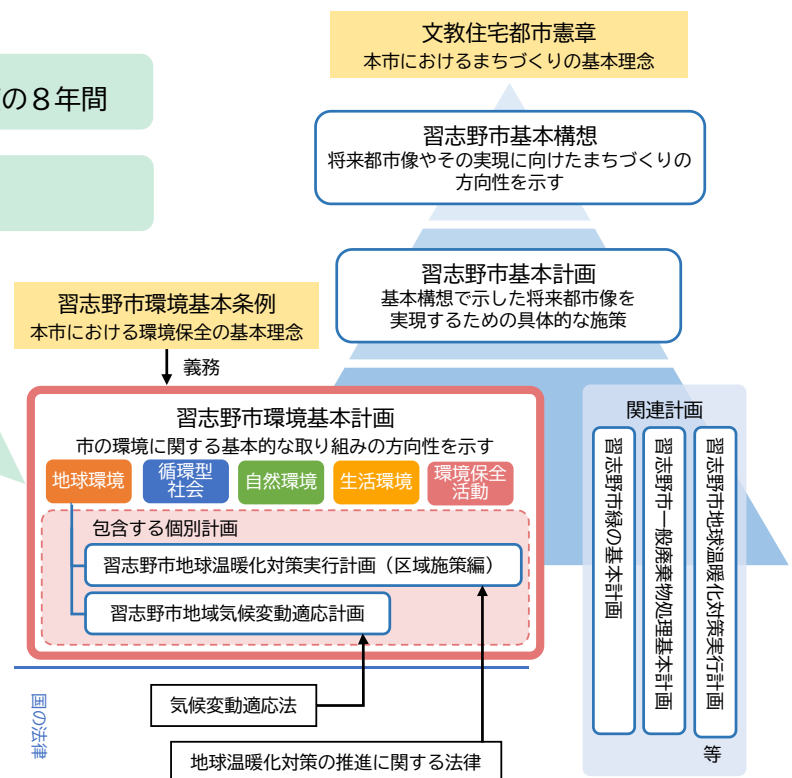 文教住宅都市憲章
本市におけるまちづくりの基本理念
の８年間
習志野市基本構想
将来都市像やその実現に向けたまちづくりの
方向性を示す
習志野市基本計画
基本構想で示した将来都市像を
実現するための具体的な施策
習志野市環境基本条例
本市における環境保全の基本理念
義務
習志野市環境基本計画
市の環境に関する基本的な取り組みの方向性を示す
地球環境
循環型
社会
自然環境
生活環境
環境保全
活動
包含する個別計画
習志野市地球温暖化対策実行計画（区域施策編）
習志野市地域気候変動適応計画
関連計画
習志野市緑の基本計画
習志野市一般廃棄物処理基本計画
習志野市地球温暖化対策実行計画
等
国の法律
気候変動適応法
地球温暖化対策の推進に関する法律